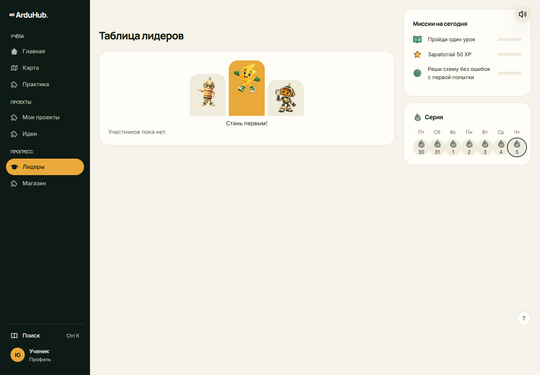 ArduHub.
УЧЁБА
Главная
Карта
Практика
ПРОЕКТЫ
Мои проекты
Идеи
ПРОГРЕСС
Лидеры
Магазин
Поиск Ctrl K
Ю
Ученик
Профиль
Таблица лидеров
Стань первым!
Участников пока нет.
Миссии на сегодня
Пройди один урок
Заработай 50 XP
Реши схему без ошибок
с первой попытки
Серия
Пт Сб Вс Пн Вт Ср Чт
30 31 1 2 3 4 5
?